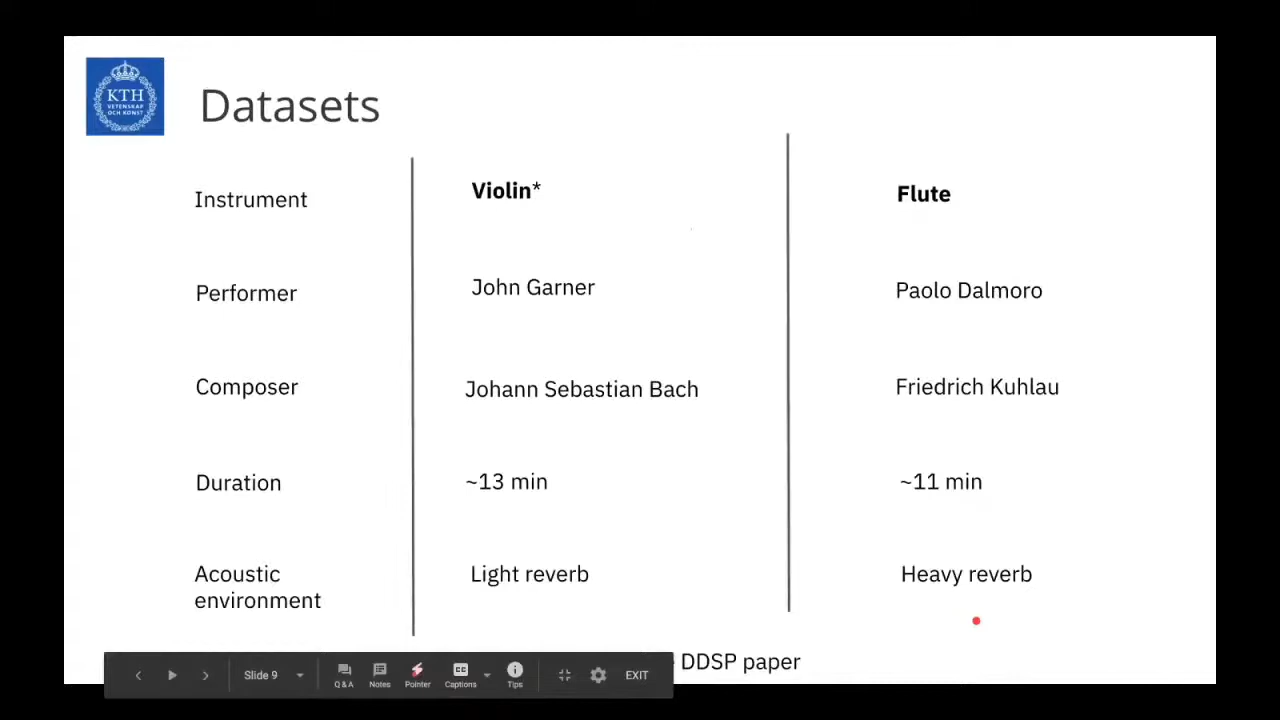 KTH
VETENSKAP
OCH KONST
Datasets
Instrument
Violin*
Flute
Performer
John Garner
Paolo Dalmoro
Composer
Johann Sebastian Bach
Friedrich Kuhlau
Duration
~13 min
~11 min
Acoustic
environment
Light reverb
Heavy reverb
DDSP paper
Slide 9
Q & A
Notes
Pointer
CC
Captions
Tips
EXIT